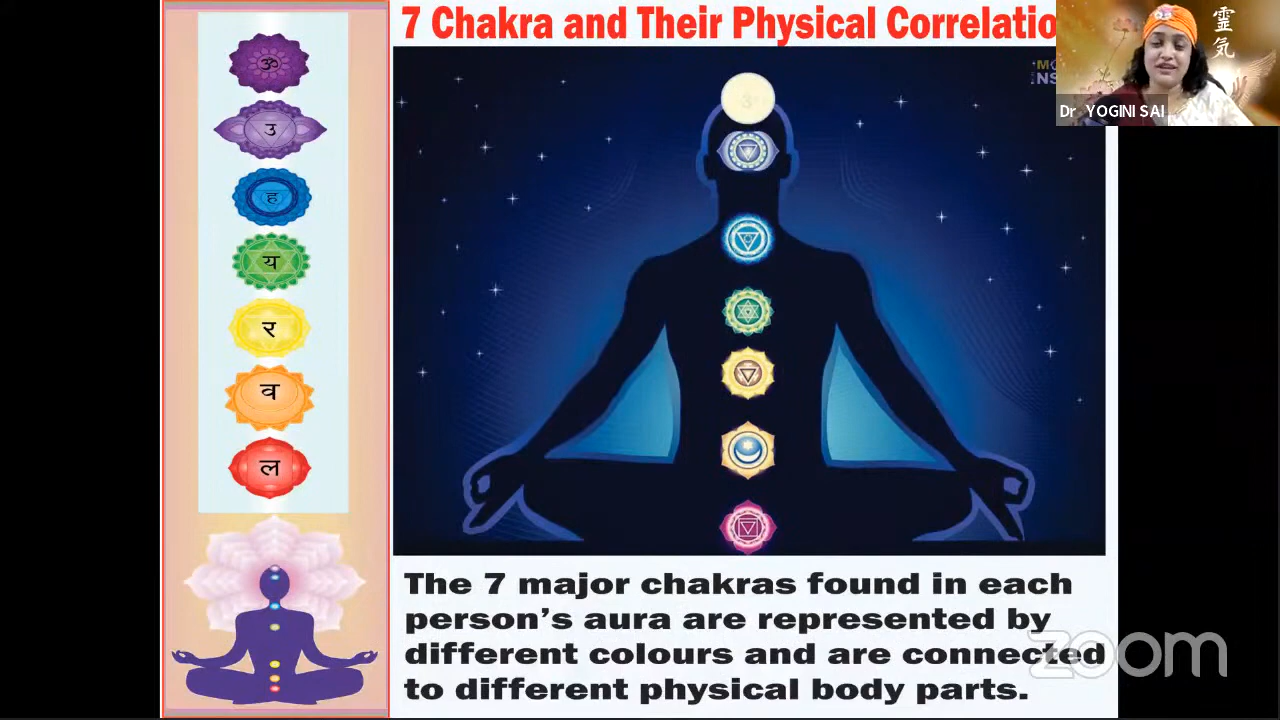 7 Chakra and Their Physical Correlatio
霊
気
Dr YOGINI SAI
ॐ
उ
ह
य
र
व
ल
The 7 major chakras found in each
person's aura are represented by
different colours and are connected
to different physical body parts.
zoom